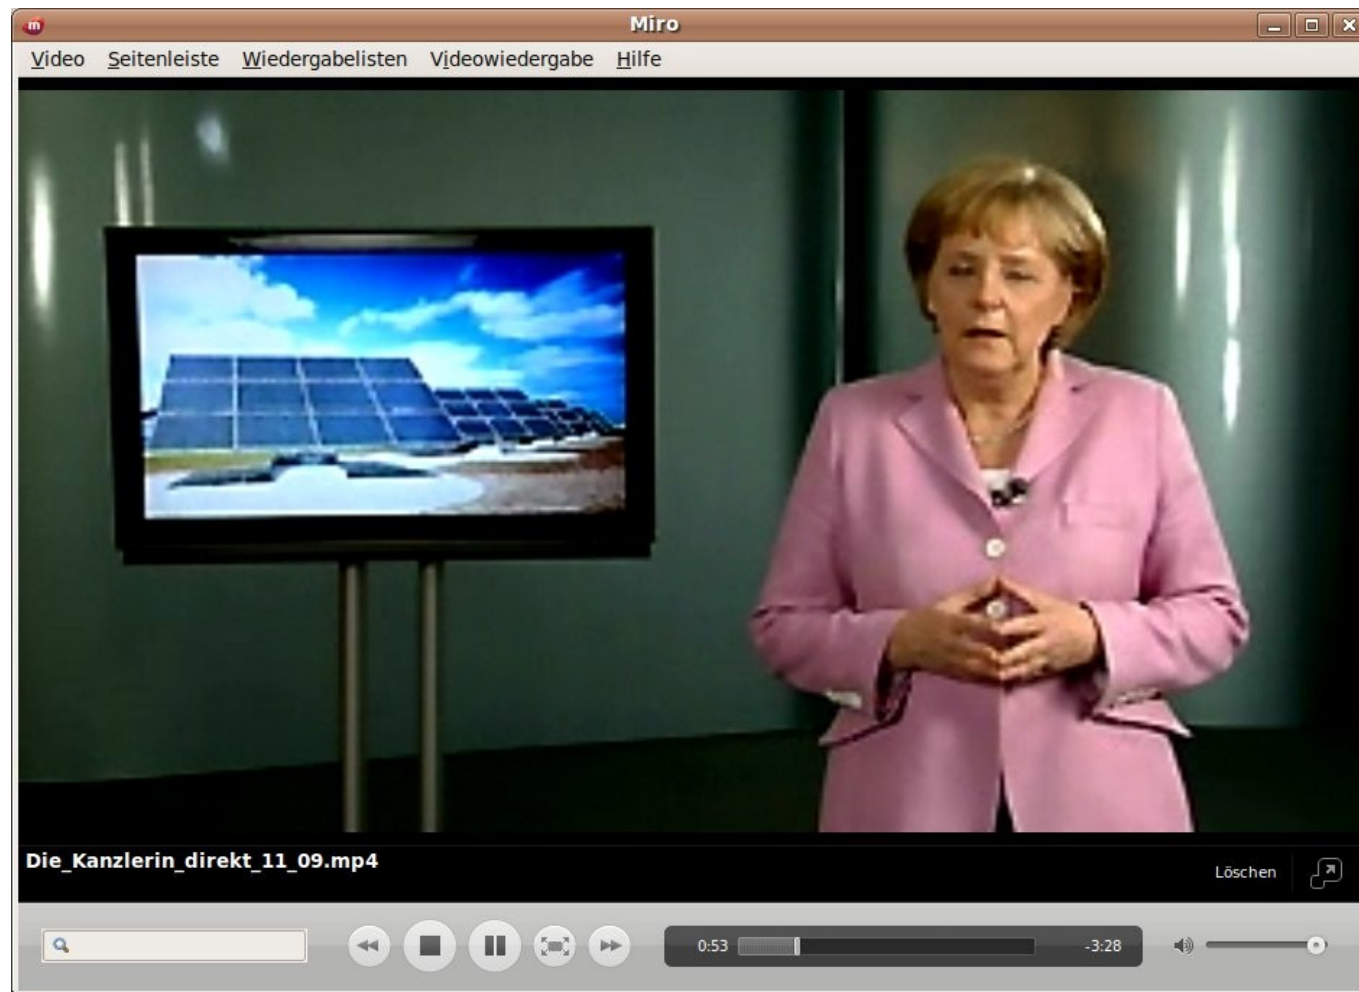 Miro
Video Seitenleiste Wiedergabelisten Videowiedergabe Hilfe
Die_Kanzlerin_direkt_11_09.mp4
Löschen
0:53 -3:28